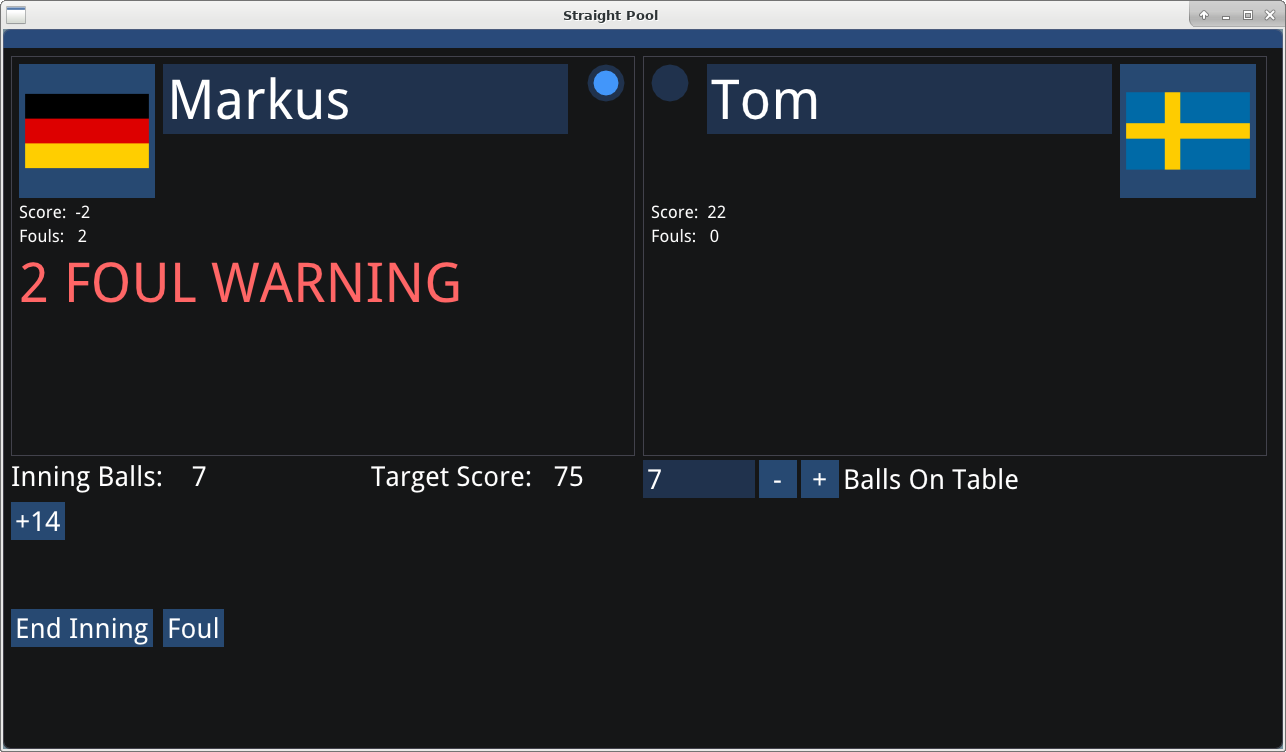 Straight Pool
Markus
Tom
Score: -2
Fouls: 2
2 FOUL WARNING
Score: 22
Fouls: 0
Inning Balls: 7
Target Score: 75
7 - + Balls On Table
+14
End Inning Foul